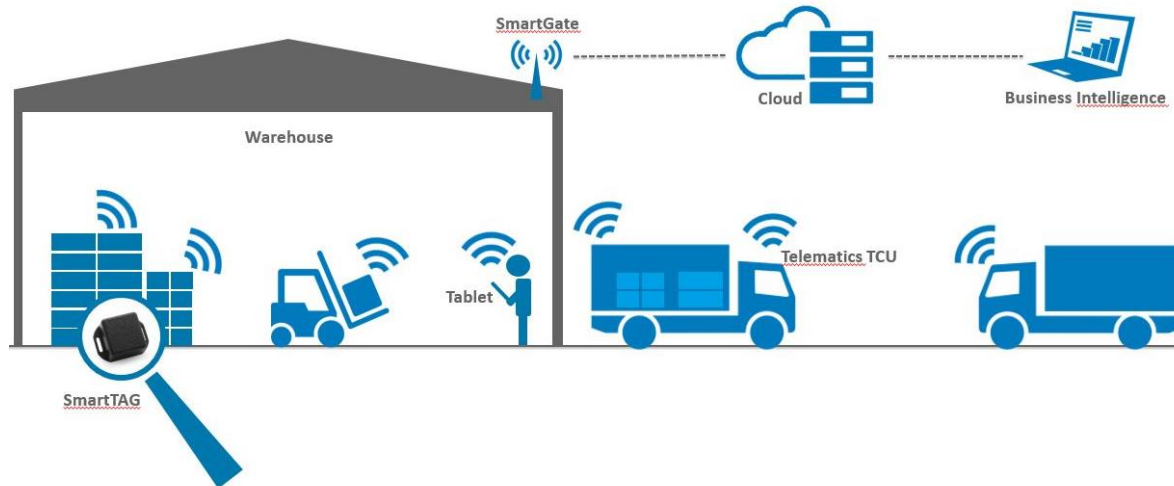 SmartGate
Cloud
Business Intelligence
Warehouse
Telematics TCU
Tablet
SmartTAG